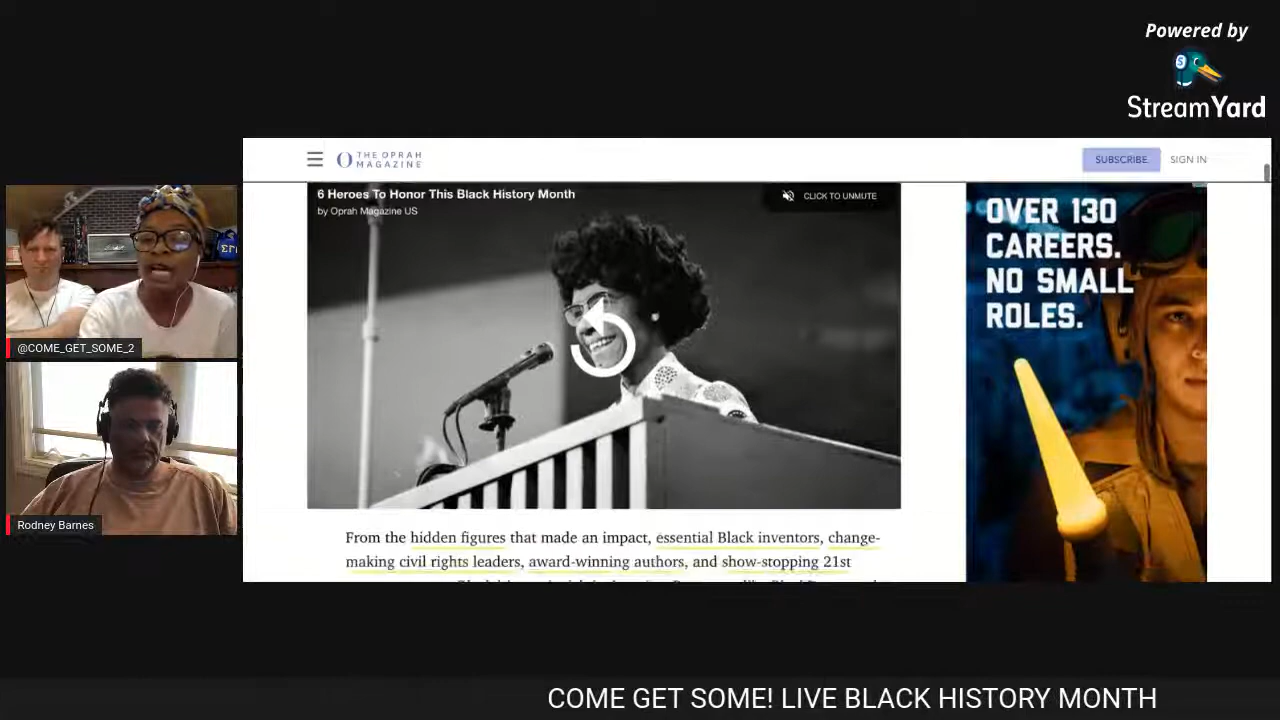 Powered by
StreamYard
THE OPRAH
MAGAZINE
SUBSCRIBE
SIGN IN
6 Heroes To Honor This Black History Month
by Oprah Magazine US
CLICK TO UNMUTE
OVER 130
CAREERS.
NO SMALL
ROLES.
@COME_GET_SOME_2
Rodney Barnes
From the hidden figures that made an impact, essential Black inventors, change-
making civil rights leaders, award-winning authors, and show-stopping 21st
COME GET SOME! LIVE BLACK HISTORY MONTH